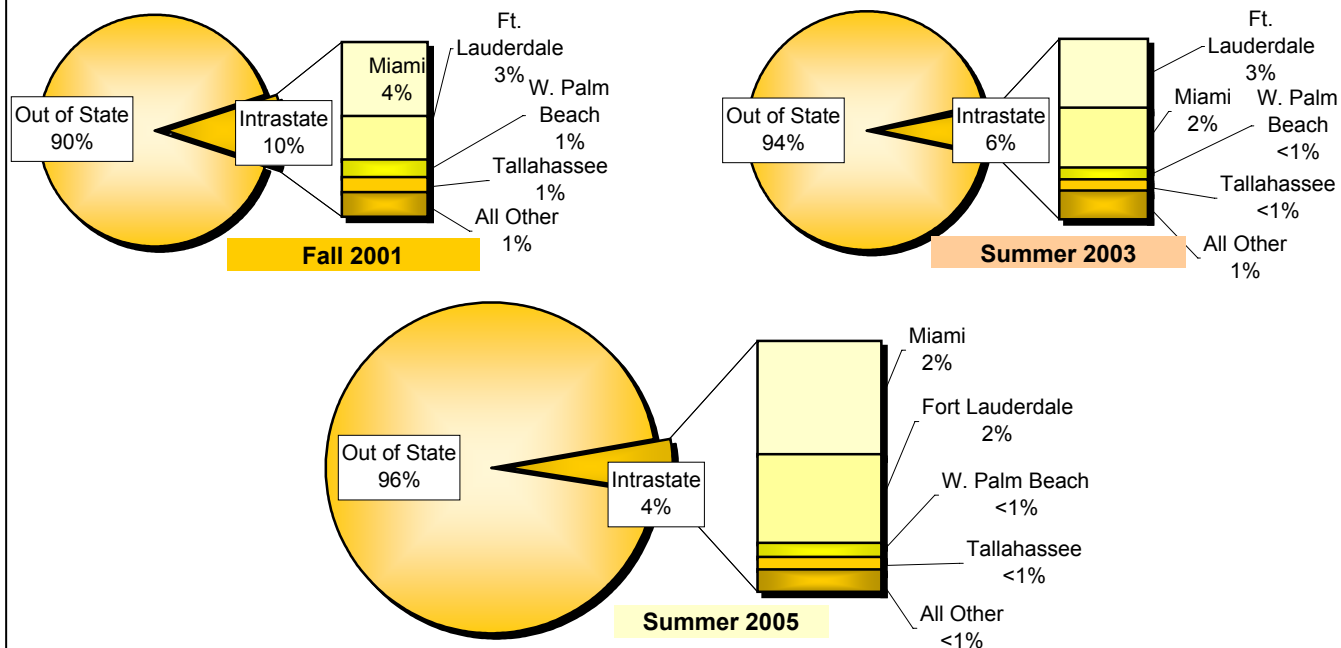 Out of State
90%
Intrastate
10%
Miami
4%
Ft.
Lauderdale
3%
W. Palm
Beach
1%
Tallahassee
1%
All Other
1%
Fall 2001
Out of State
94%
Intrastate
6%
Ft.
Lauderdale
3%
Miami
2%
W. Palm
Beach
<1%
Tallahassee
<1%
All Other
1%
Summer 2003
Out of State
96%
Intrastate
4%
Miami
2%
Fort Lauderdale
2%
W. Palm Beach
<1%
Tallahassee
<1%
All Other
<1%
Summer 2005